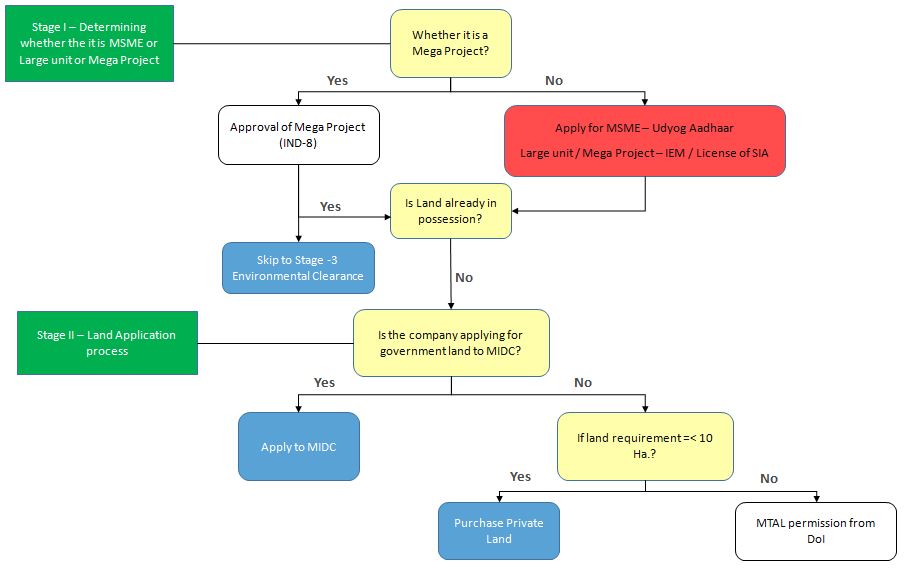 Stage I – Determining
whether the it is MSME or
Large unit or Mega Project
Whether it is a
Mega Project?
Yes
No
Approval of Mega Project
(IND-8)
Apply for MSME – Udyog Aadhaar
Large unit / Mega Project – IEM / License of SIA
Yes
Is Land already in
possession?
Skip to Stage -3
Environmental Clearance
No
Stage II – Land Application
process
Is the company applying for
government land to MIDC?
Yes
No
Apply to MIDC
If land requirement =< 10
Ha.?
Yes
No
Purchase Private
Land
MTAL permission from
DoI